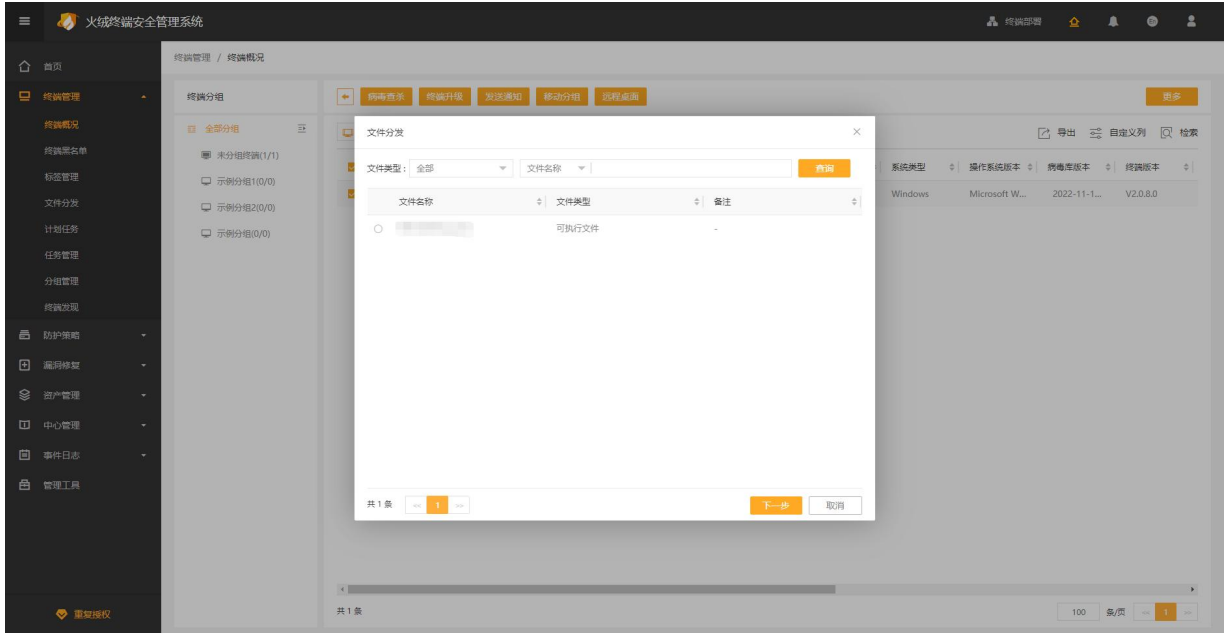 火绒终端安全管理系统
终端部署
首页
终端管理
终端概况
终端黑名单
标签管理
文件分发
计划任务
任务管理
分组管理
终端发现
防护策略
漏洞修复
资产管理
中心管理
事件日志
管理工具
重复授权
终端管理 / 终端概况
终端分组
全部分组
未分组终端(1/1)
示例分组1(0/0)
示例分组2(0/0)
示例分组(0/0)
病毒查杀 终端升级 发送通知 移动分组 远程桌面 更多
导出 自定义列 检索
系统类型 操作系统版本 病毒库版本 终端版本
Windows Microsoft W... 2022-11-1... V2.0.8.0
文件分发
文件类型: 全部 文件名称 查询
文件名称 文件类型 备注
可执行文件 -
共 1 条 << 1 >> 下一步 取消
共 1 条 100 条/页 << 1 >>